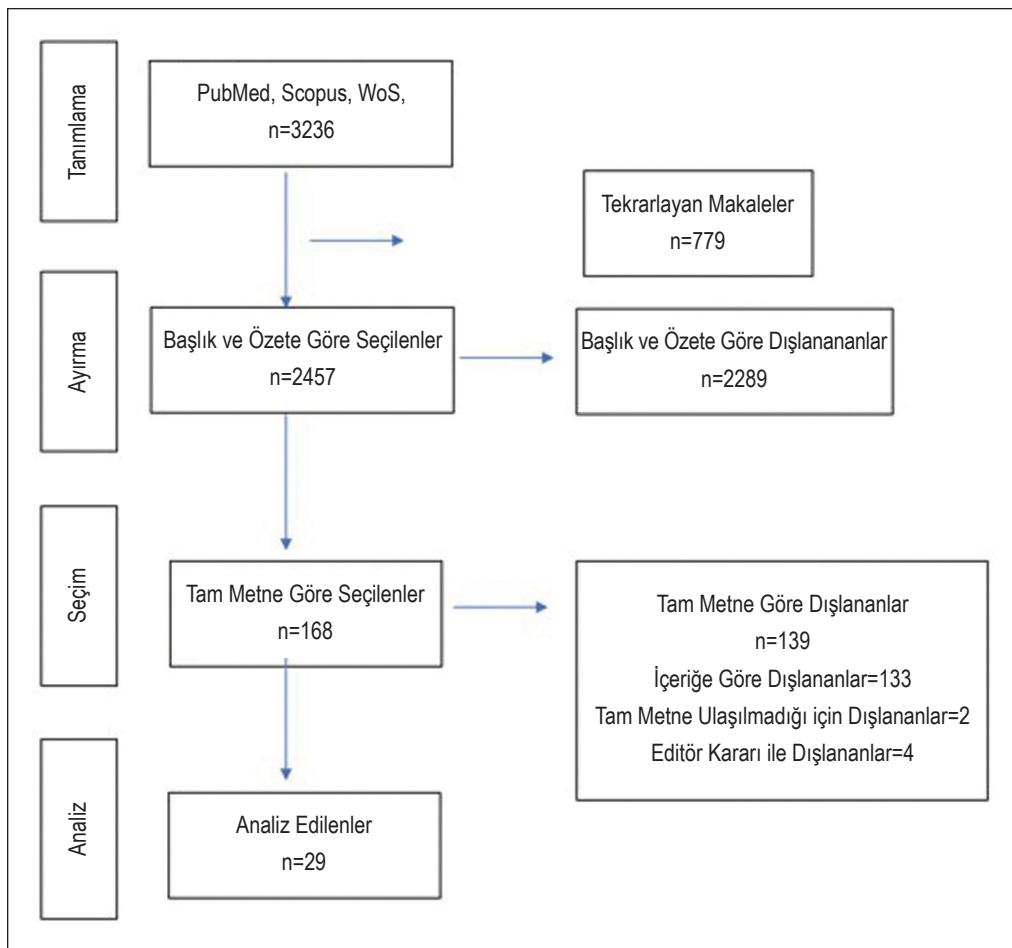 Tanımlama
PubMed, Scopus, WoS,
n=3236
Tekrarlayan Makaleler
n=779
Ayırma
Başlık ve Özete Göre Seçilenler
n=2457
Başlık ve Özete Göre Dışlanananlar
n=2289
Seçim
Tam Metne Göre Seçilenler
n=168
Tam Metne Göre Dışlananlar
n=139
İçeriğe Göre Dışlananlar=133
Tam Metne Ulaşılmadığı için Dışlananlar=2
Editör Kararı ile Dışlananlar=4
Analiz
Analiz Edilenler
n=29